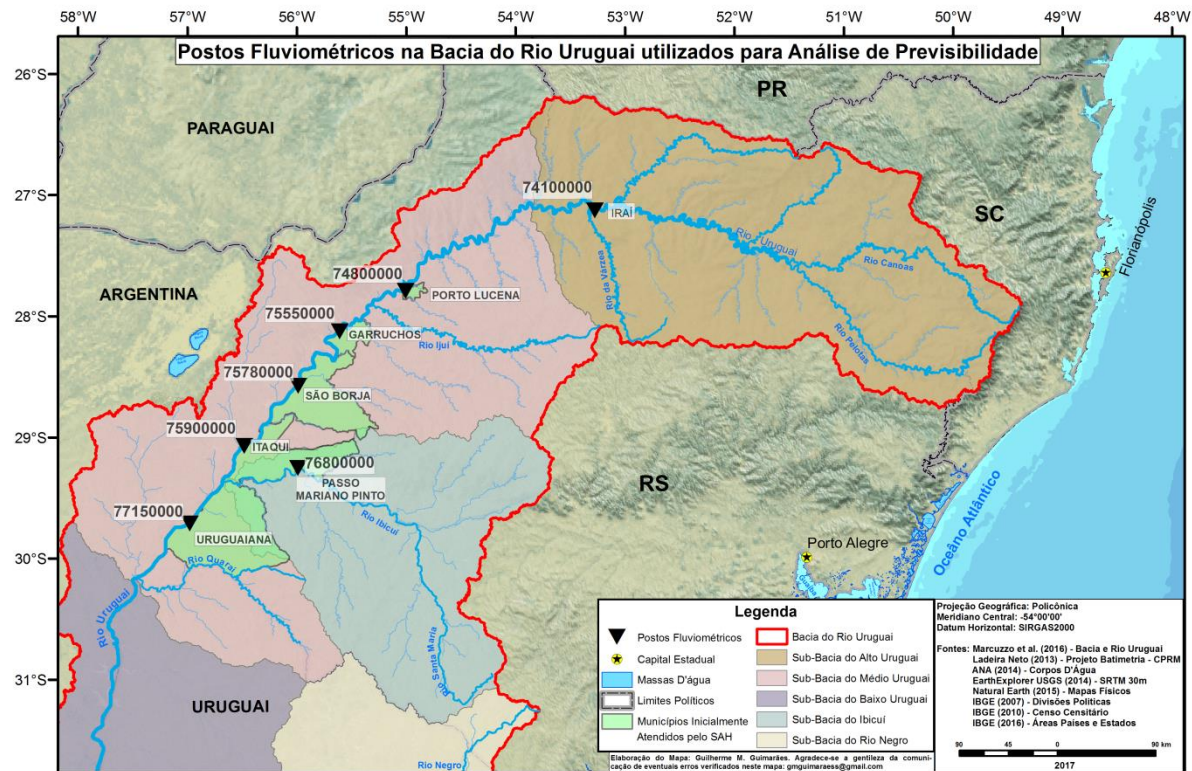 58°W 57°W 56°W 55°W 54°W 53°W 52°W 51°W 50°W 49°W 48°W
Postos Fluviométricos na Bacia do Rio Uruguai utilizados para Análise de Previsibilidade
26°S
PR
PARAGUAI
27°S
74100000
IRAÍ
SC
Rio Uruguai
Rio Canoas
Florianópolis
Rio da Várzea
ARGENTINA
74800000
PORTO LUCENA
75550000
28°S
GARRUCHOS
Rio Ijuí
Rio Pelotas
75780000
SÃO BORJA
75900000
29°S
ITAQUI
76800000
PASSO
MARIANO PINTO
RS
77150000
Rio Ibicuí
URUGUAIANA
Oceano Atlântico
30°S
Rio Quaraí
Porto Alegre
Guaíba
Rio Uruguai
Rio Santa Maria
31°S
URUGUAI
Rio Negro
Legenda
Postos Fluviométricos
Capital Estadual
Massas D'água
Limites Políticos
Municípios Inicialmente
Atendidos pelo SAH
Bacia do Rio Uruguai
Sub-Bacia do Alto Uruguai
Sub-Bacia do Médio Uruguai
Sub-Bacia do Baixo Uruguai
Sub-Bacia do Ibicuí
Sub-Bacia do Rio Negro
Elaboração do Mapa: Guilherme M. Guimarães. Agradece-se a gentileza da comuni-
cação de eventuais erros verificados neste mapa: gmguimaraess@gmail.com
Projeção Geográfica: Policônica
Meridiano Central: -54°00'00'
Datum Horizontal: SIRGAS2000
Fontes: Marcuzzo et al. (2016) - Bacia e Rio Uruguai
Ladeira Neto (2013) - Projeto Batimetria - CPRM
ANA (2014) - Corpos D'Água
EarthExplorer USGS (2014) - SRTM 30m
Natural Earth (2015) - Mapas Físicos
IBGE (2007) - Divisões Políticas
IBGE (2010) - Censo Censitário
IBGE (2016) - Áreas Países e Estados
90 45 0 90 km
2017